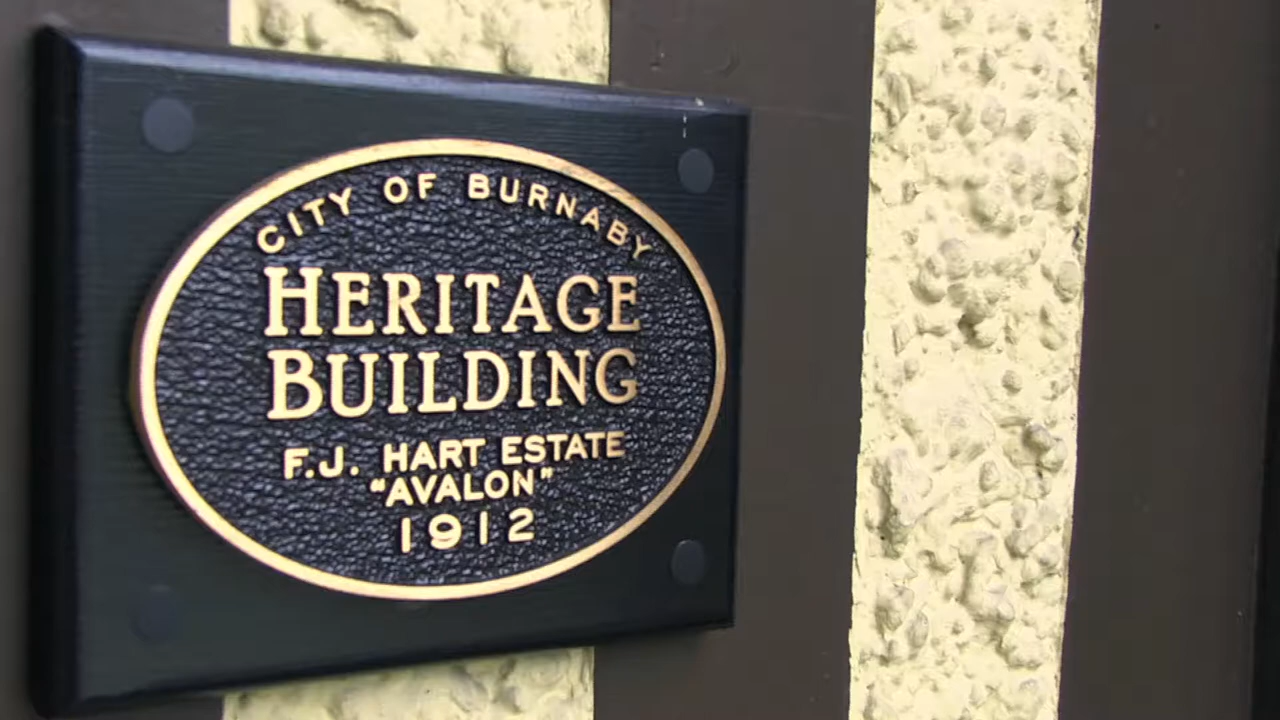 CITY OF BURNABY
HERITAGE
BUILDING
F.J. HART ESTATE
"AVALON"
1912